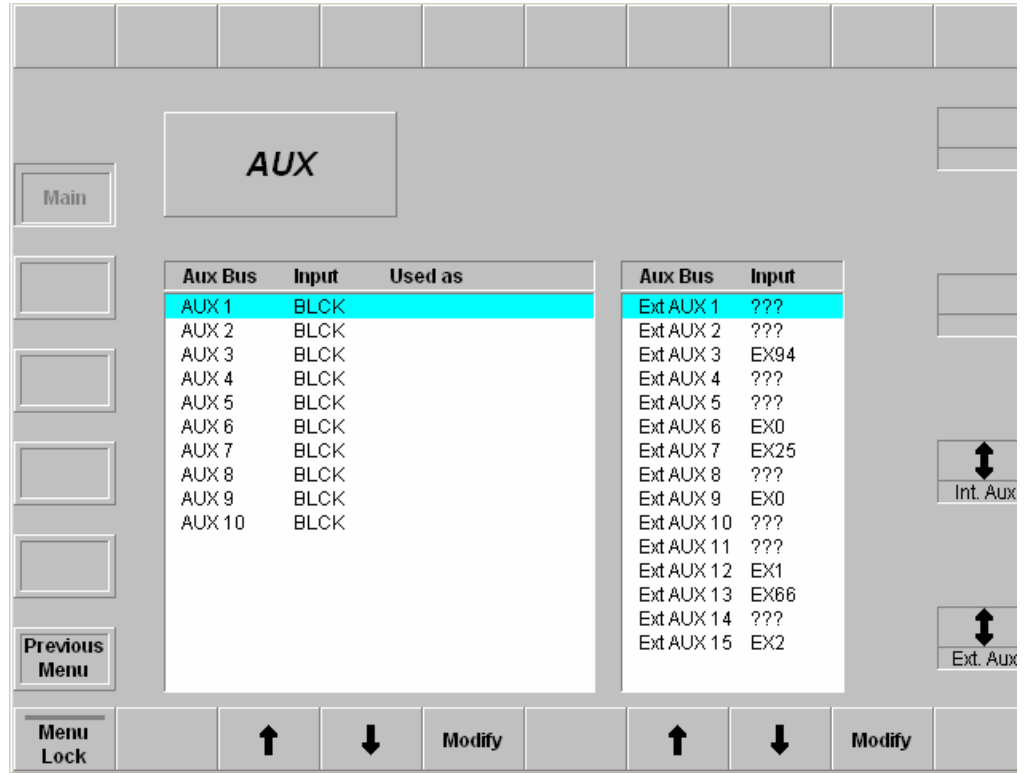 AUX
Main
Aux Bus Input Used as
AUX 1 BLCK
AUX 2 BLCK
AUX 3 BLCK
AUX 4 BLCK
AUX 5 BLCK
AUX 6 BLCK
AUX 7 BLCK
AUX 8 BLCK
AUX 9 BLCK
AUX 10 BLCK
Aux Bus Input
Ext AUX 1 ???
Ext AUX 2 ???
Ext AUX 3 EX94
Ext AUX 4 ???
Ext AUX 5 ???
Ext AUX 6 EX0
Ext AUX 7 EX25
Ext AUX 8 ???
Ext AUX 9 EX0
Ext AUX 10 ???
Ext AUX 11 ???
Ext AUX 12 EX1
Ext AUX 13 EX66
Ext AUX 14 ???
Ext AUX 15 EX2
Int. Aux
Ext. Aux
Previous
Menu
Menu
Lock
Modify
Modify